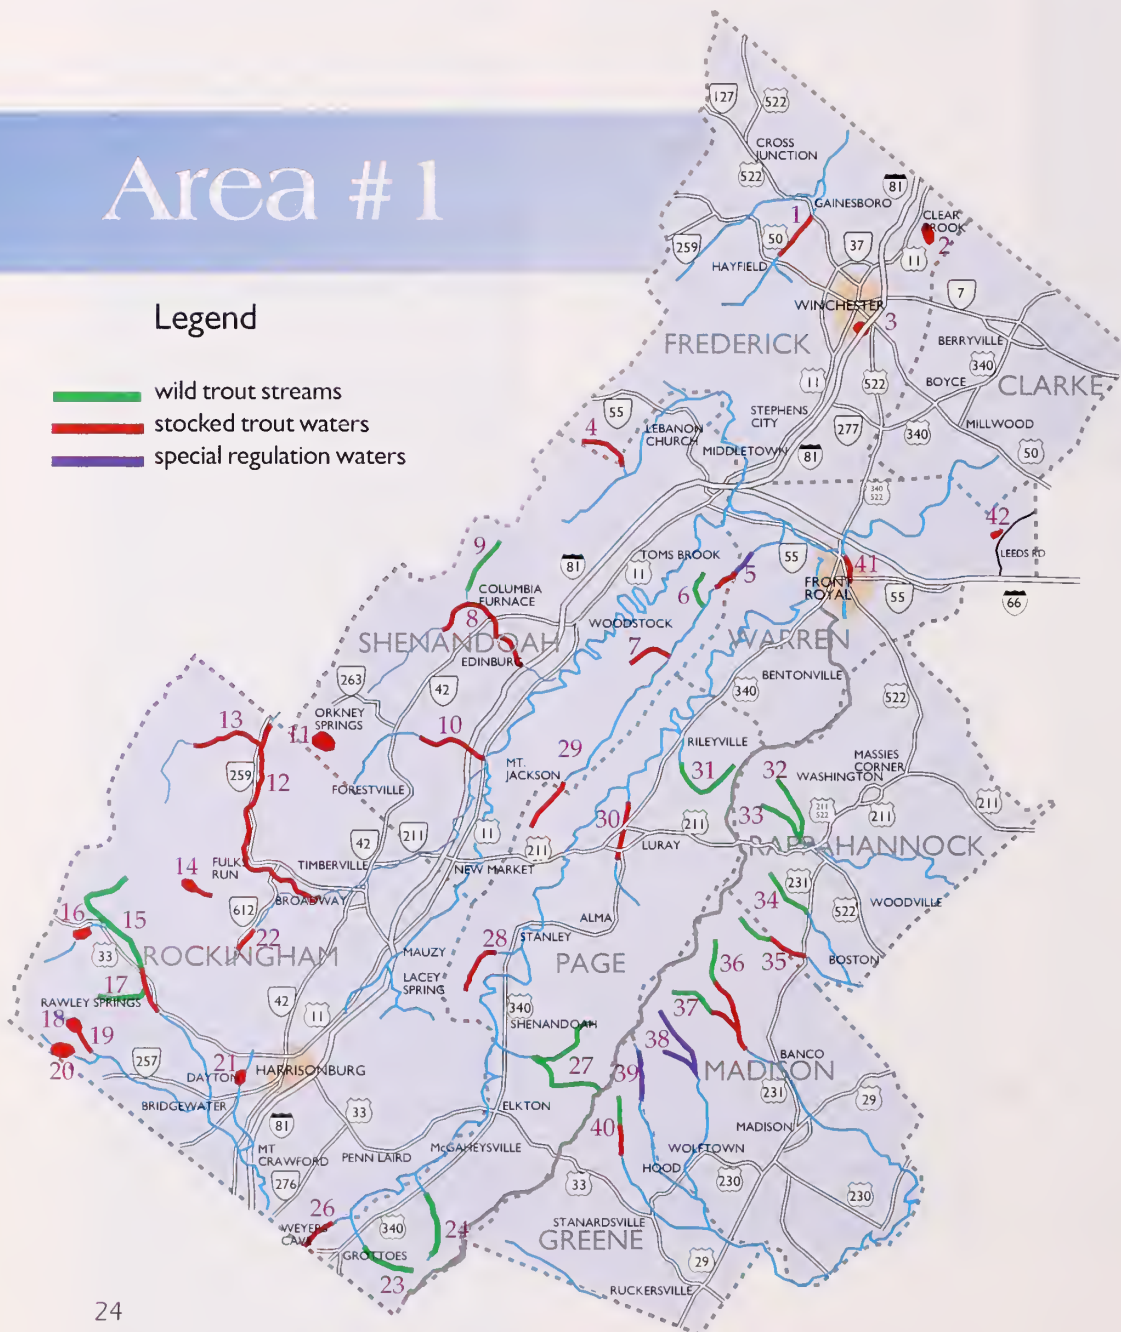 Area #1
Legend
wild trout streams
stocked trout waters
special regulation waters
127
522
522
CROSS
JUNCTION
522
81
GAINESBORO
1
CLEAR
BROOK
2
50
37
11
259
HAYFIELD
7
WINCHESTER
3
FREDERICK
BERRYVILLE
340
11
522
BOYCE
CLARKE
55
STEPHENS
CITY
4
LEBANON
CHURCH
277
340
MILLWOOD
MIDDLETOWN
81
50
340
522
42
9
TOMS BROOK
55
LEEDS RD
81
11
5
41
COLUMBIA
FURNACE
6
FRONT
ROYAL
55
66
8
WOODSTOCK
SHENANDOAH
WARREN
EDINBURG
7
263
42
BENTONVILLE
340
522
ORKNEY
SPRINGS
13
11
10
RILEYVILLE
29
MASSIES
CORNER
MT.
JACKSON
31
32
WASHINGTON
259
12
FORESTVILLE
33
211
522
211
211
30
42
211
11
211
LURAY
211
RAPPAHANNOCK
FULKS
RUN
TIMBERVILLE
NEW MARKET
14
BROADWAY
231
34
522
WOODVILLE
16
15
612
22
ALMA
33
ROCKINGHAM
MAUZY
28
STANLEY
PAGE
36
35
BOSTON
17
LACEY
SPRING
RAWLEY SPRINGS
42
11
340
37
18
19
SHENANDOAH
38
20
257
21
DAYTON
HARRISONBURG
27
39
BANCO
MADISON
BRIDGEWATER
33
ELKTON
231
29
81
40
MADISON
MT
CRAWFORD
PENN LAIRD
McGAHEYSVILLE
WOLFTOWN
HOOD
276
33
230
230
26
WEYERS
CAVE
340
24
STANARDSVILLE
GREENE
GROTTOES
23
29
RUCKERSVILLE
24